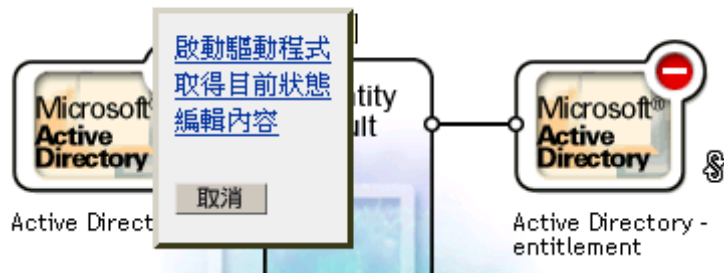 啟動驅動程式
取得目前狀態
編輯內容
取消
Microsoft
Active
Directory
Active Direct
tity
ult
Microsoft®
Active
Directory
Active Directory -
entitlement